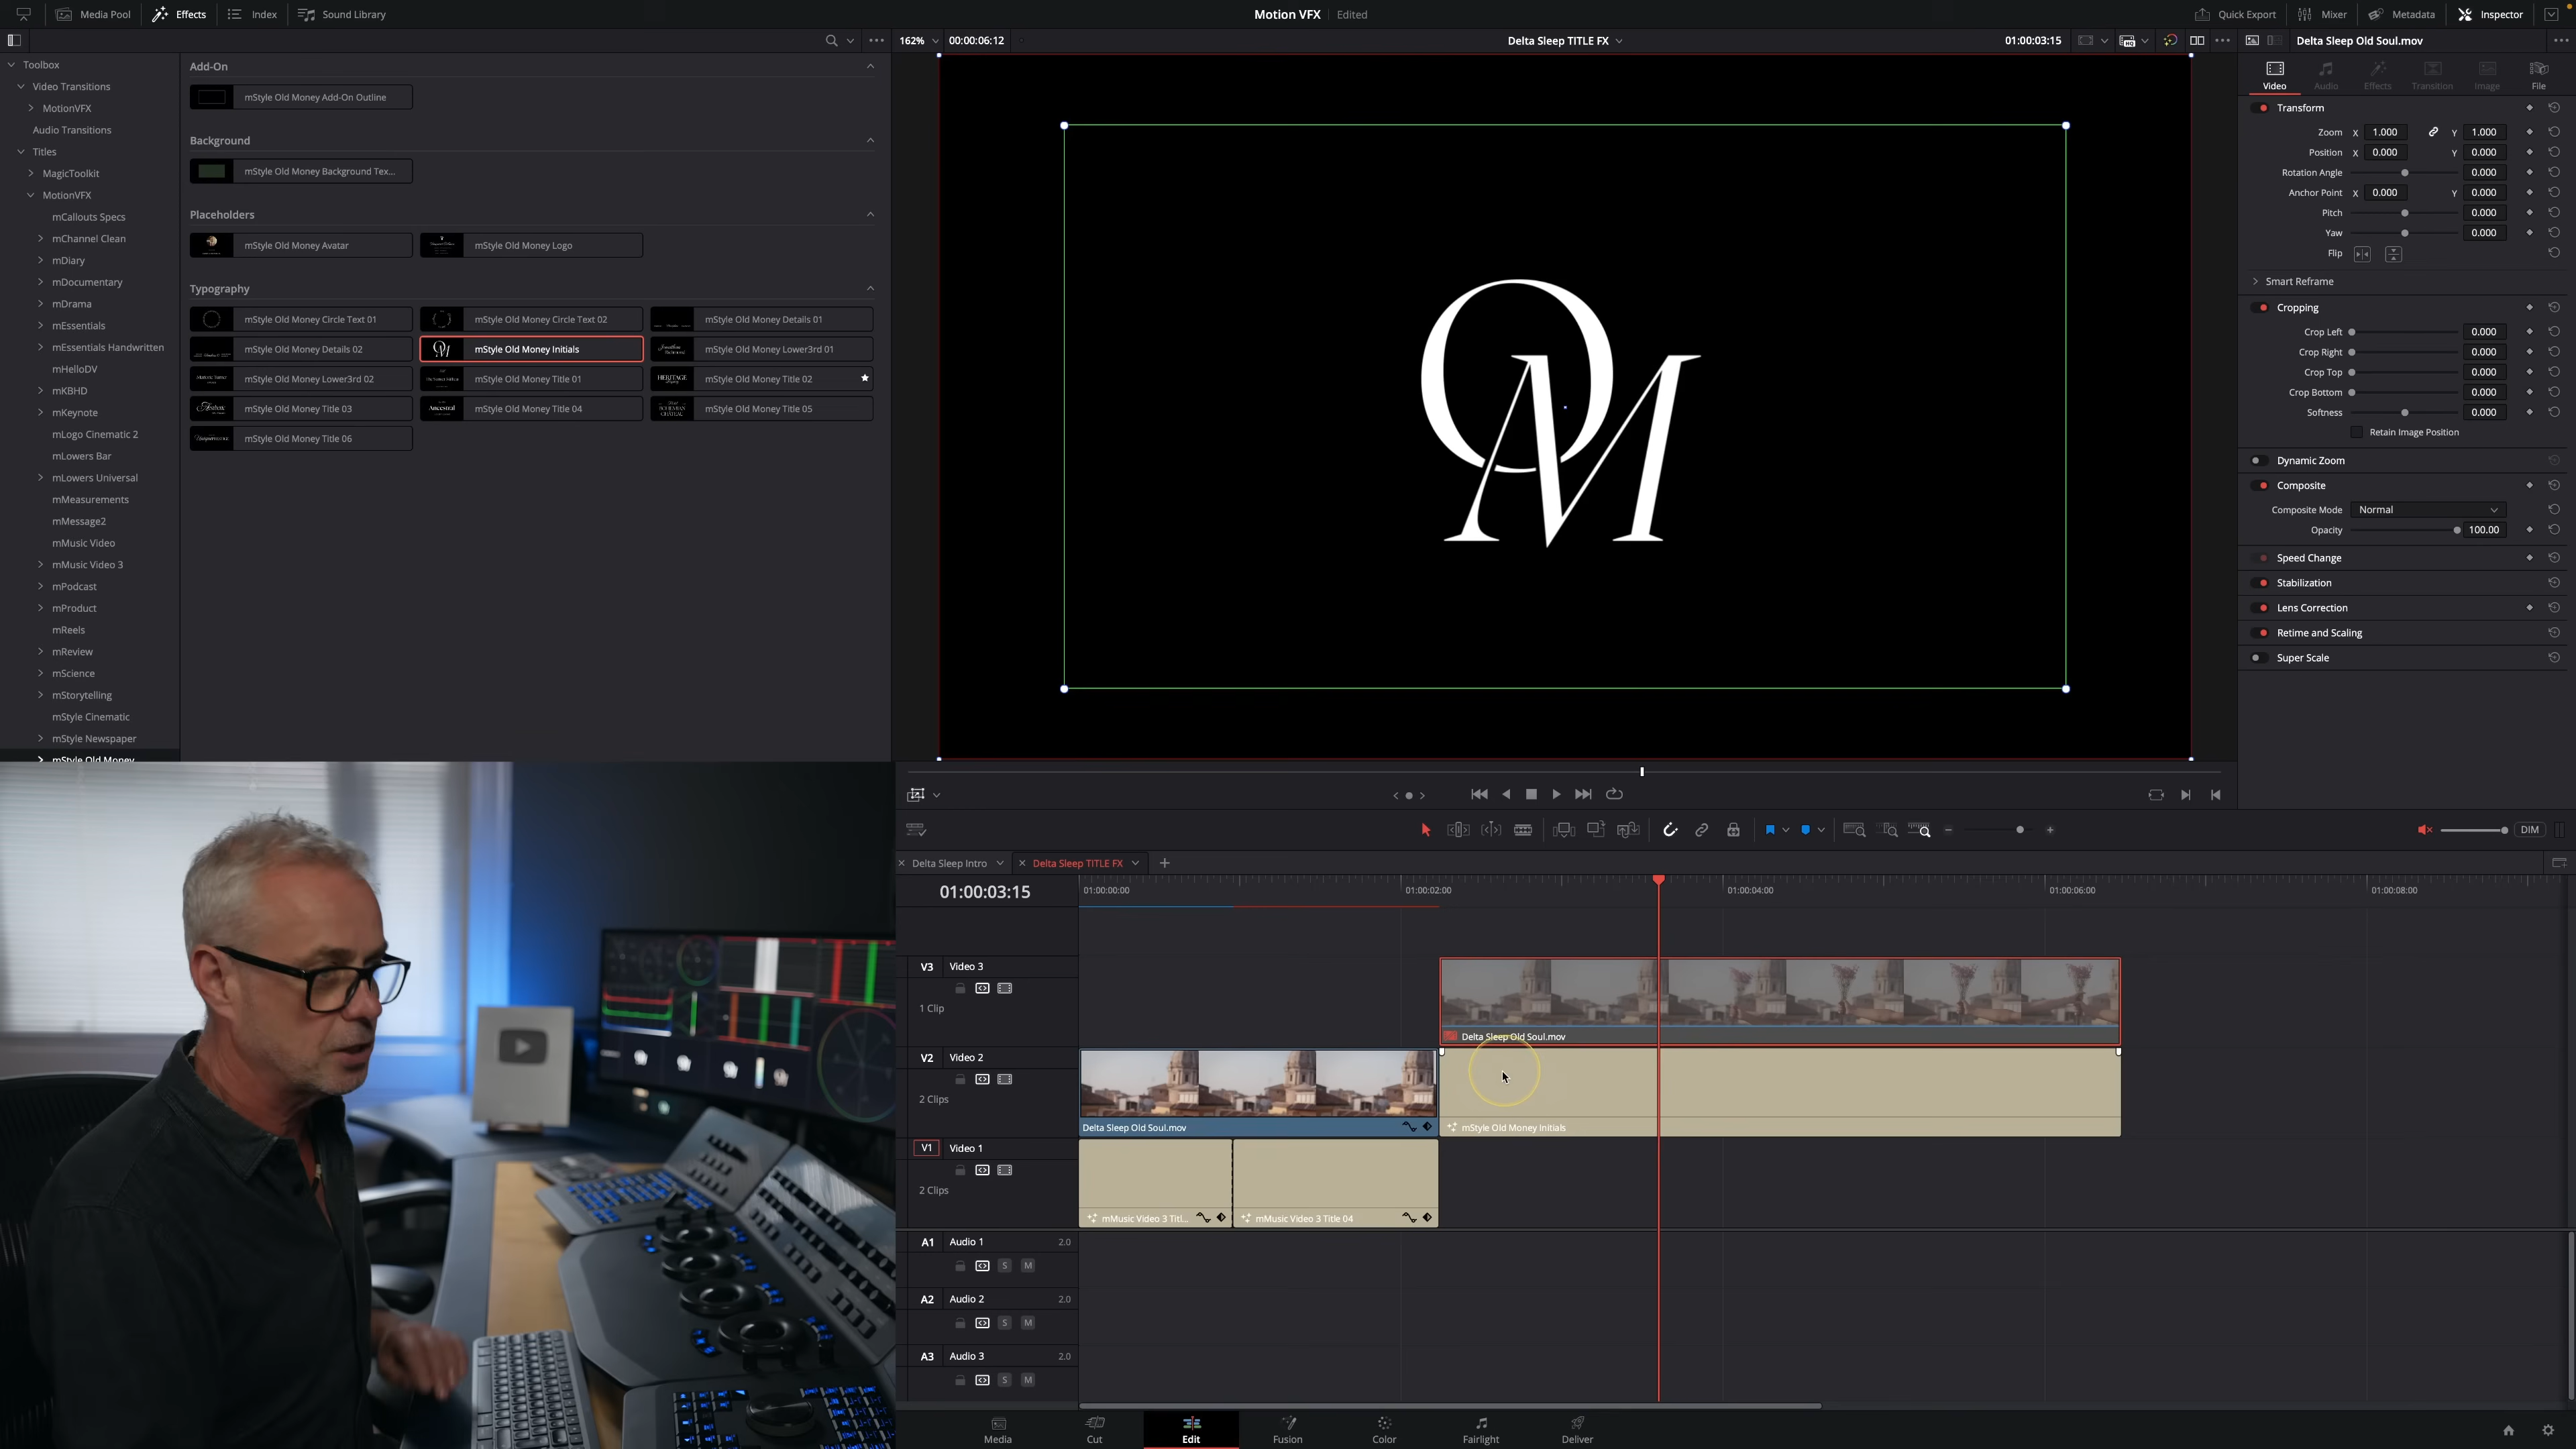 Media Pool Effects Index Sound Library Motion VFX Edited Quick Export Mixer Metadata Inspector
162% 00:00:06:12 Delta Sleep TITLE FX 01:00:03:15 Delta Sleep Old Soul.mov
Video Audio Effects Transition Image File
Toolbox
Video Transitions
MotionVFX
Audio Transitions
Titles
MagicToolkit
MotionVFX
mCallouts Specs
mChannel Clean
mDiary
mDocumentary
mDrama
mEssentials
mEssentials Handwritten
mHelloDV
mKBHD
mKeynote
mLogo Cinematic 2
mLowers Bar
mLowers Universal
mMeasurements
mMessage2
mMusic Video
mMusic Video 3
mPodcast
mProduct
mReels
mReview
mScience
mStorytelling
mStyle Cinematic
mStyle Newspaper
mStyle Old Money
Add-On
mStyle Old Money Add-On Outline
Background
mStyle Old Money Background Tex...
Placeholders
mStyle Old Money Avatar mStyle Old Money Logo
Typography
mStyle Old Money Circle Text 01 mStyle Old Money Circle Text 02 mStyle Old Money Details 01
mStyle Old Money Details 02 OM mStyle Old Money Initials mStyle Old Money Lower3rd 01
mStyle Old Money Lower3rd 02 mStyle Old Money Title 01 HERITAGE mStyle Old Money Title 02
Aesthetic mStyle Old Money Title 03 Ancestral mStyle Old Money Title 04 mStyle Old Money Title 05
mStyle Old Money Title 06
OM
Transform
Zoom X 1.000 Y 1.000
Position X 0.000 Y 0.000
Rotation Angle 0.000
Anchor Point X 0.000 Y 0.000
Pitch 0.000
Yaw 0.000
Flip
Smart Reframe
Cropping
Crop Left 0.000
Crop Right 0.000
Crop Top 0.000
Crop Bottom 0.000
Softness 0.000
Retain Image Position
Dynamic Zoom
Composite
Composite Mode Normal
Opacity 100.00
Speed Change
Stabilization
Lens Correction
Retime and Scaling
Super Scale
DIM
Delta Sleep Intro Delta Sleep TITLE FX
01:00:03:15 01:00:00:00 01:00:02:00 01:00:04:00 01:00:06:00 01:00:08:00
V3 Video 3
1 Clip
Delta Sleep Old Soul.mov
V2 Video 2
2 Clips
Delta Sleep Old Soul.mov mStyle Old Money Initials
V1 Video 1
2 Clips
mMusic Video 3 Titl... mMusic Video 3 Title 04
A1 Audio 1 2.0
S M
A2 Audio 2 2.0
S M
A3 Audio 3 2.0
S M
Media Cut Edit Fusion Color Fairlight Deliver